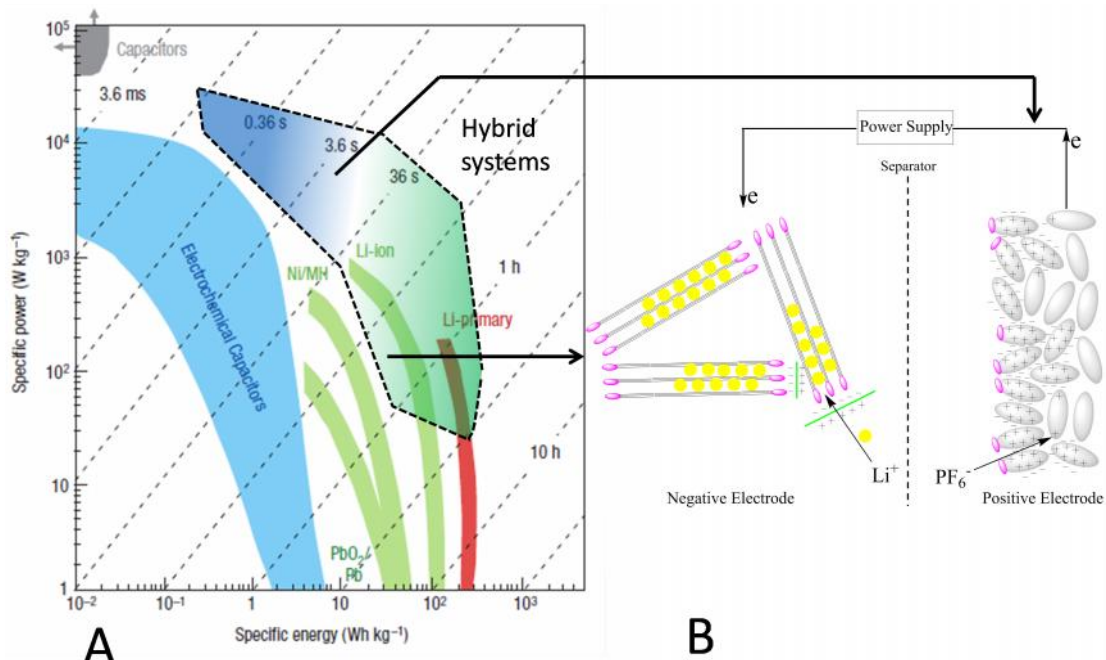 10⁵
10⁴
10³
10²
10
1
Specific power (W kg⁻¹)
Capacitors
3.6 ms
0.36 s
3.6 s
36 s
Hybrid
systems
1 h
10 h
Electrochemical Capacitors
Ni/MH
Li-ion
Li-primary
PbO₂/
Pb
10⁻²
10⁻¹
1
10
10²
10³
Specific energy (Wh kg⁻¹)
A
Power Supply
e
e
Separator
Li⁺
PF₆⁻
Negative Electrode
Positive Electrode
B